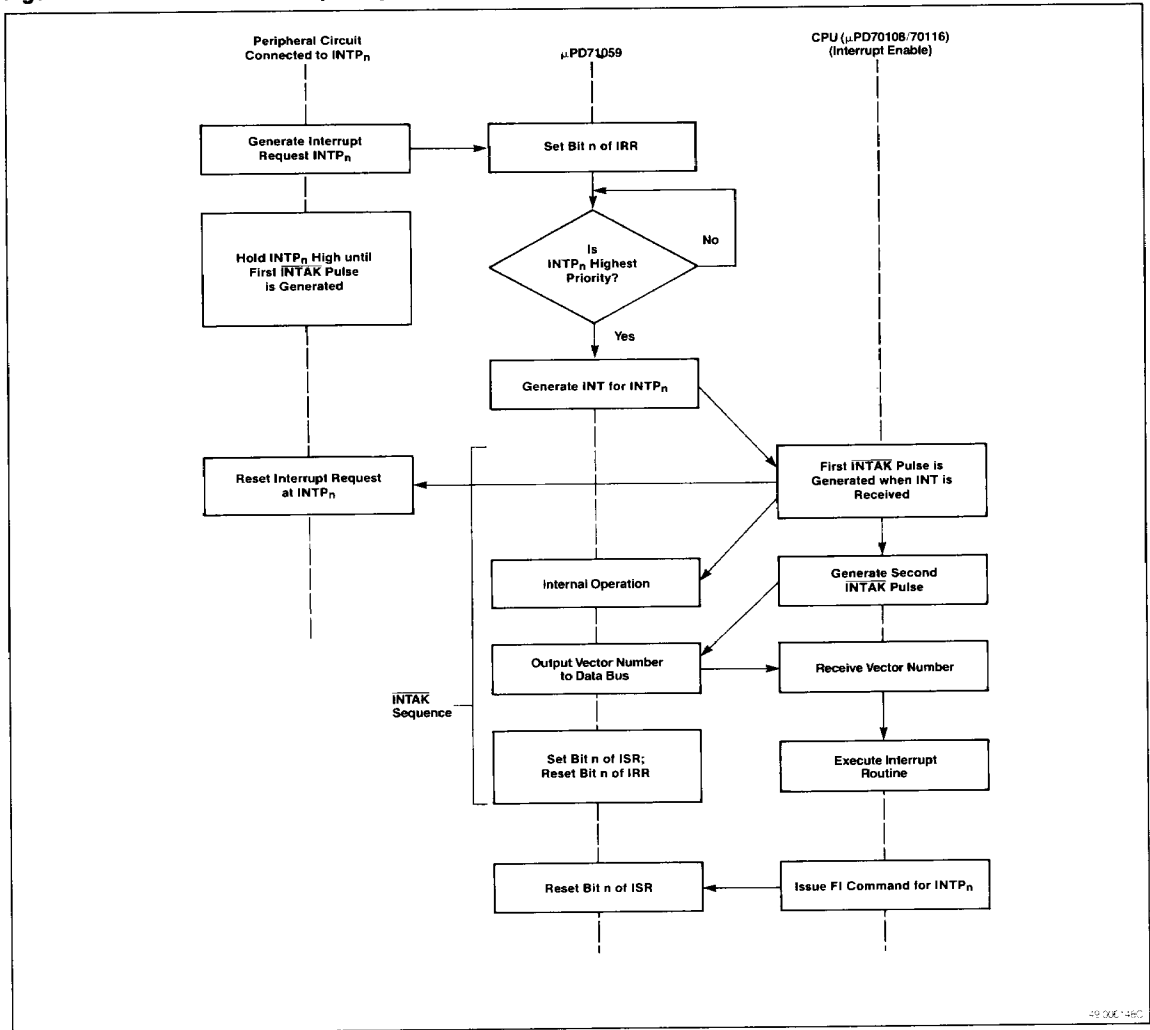 Peripheral Circuit
Connected to INTPn
μPD71059
CPU (μPD70108/70116)
(Interrupt Enable)
Generate Interrupt
Request INTPn
Set Bit n of IRR
Hold INTPn High until
First INTAK Pulse
is Generated
Is
INTPn Highest
Priority?
No
Yes
Generate INT for INTPn
Reset Interrupt Request
at INTPn
First INTAK Pulse is
Generated when INT is
Received
Internal Operation
Generate Second
INTAK Pulse
Output Vector Number
to Data Bus
Receive Vector Number
INTAK
Sequence
Set Bit n of ISR;
Reset Bit n of IRR
Execute Interrupt
Routine
Reset Bit n of ISR
Issue FI Command for INTPn